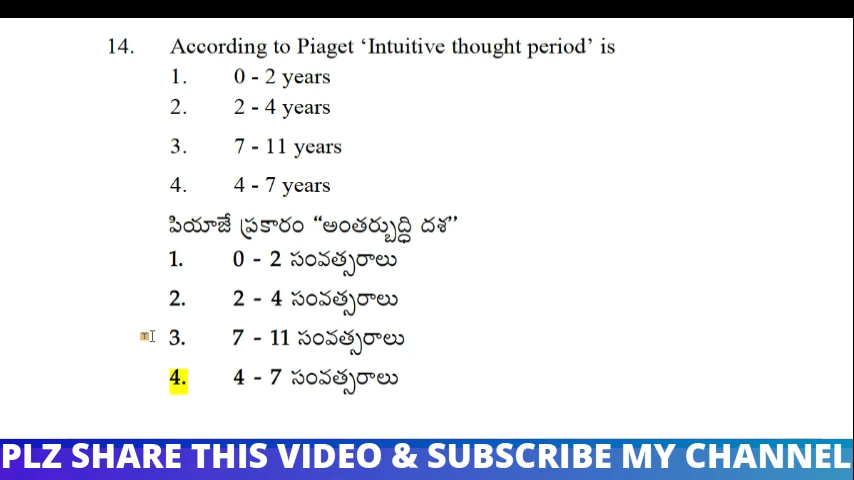 14. According to Piaget ‘Intuitive thought period’ is
1. 0 - 2 years
2. 2 - 4 years
3. 7 - 11 years
4. 4 - 7 years
పియాజే ప్రకారం “అంతర్బుద్ధి దశ”
1. 0 - 2 సంవత్సరాలు
2. 2 - 4 సంవత్సరాలు
3. 7 - 11 సంవత్సరాలు
4. 4 - 7 సంవత్సరాలు
PLZ SHARE THIS VIDEO & SUBSCRIBE MY CHANNEL